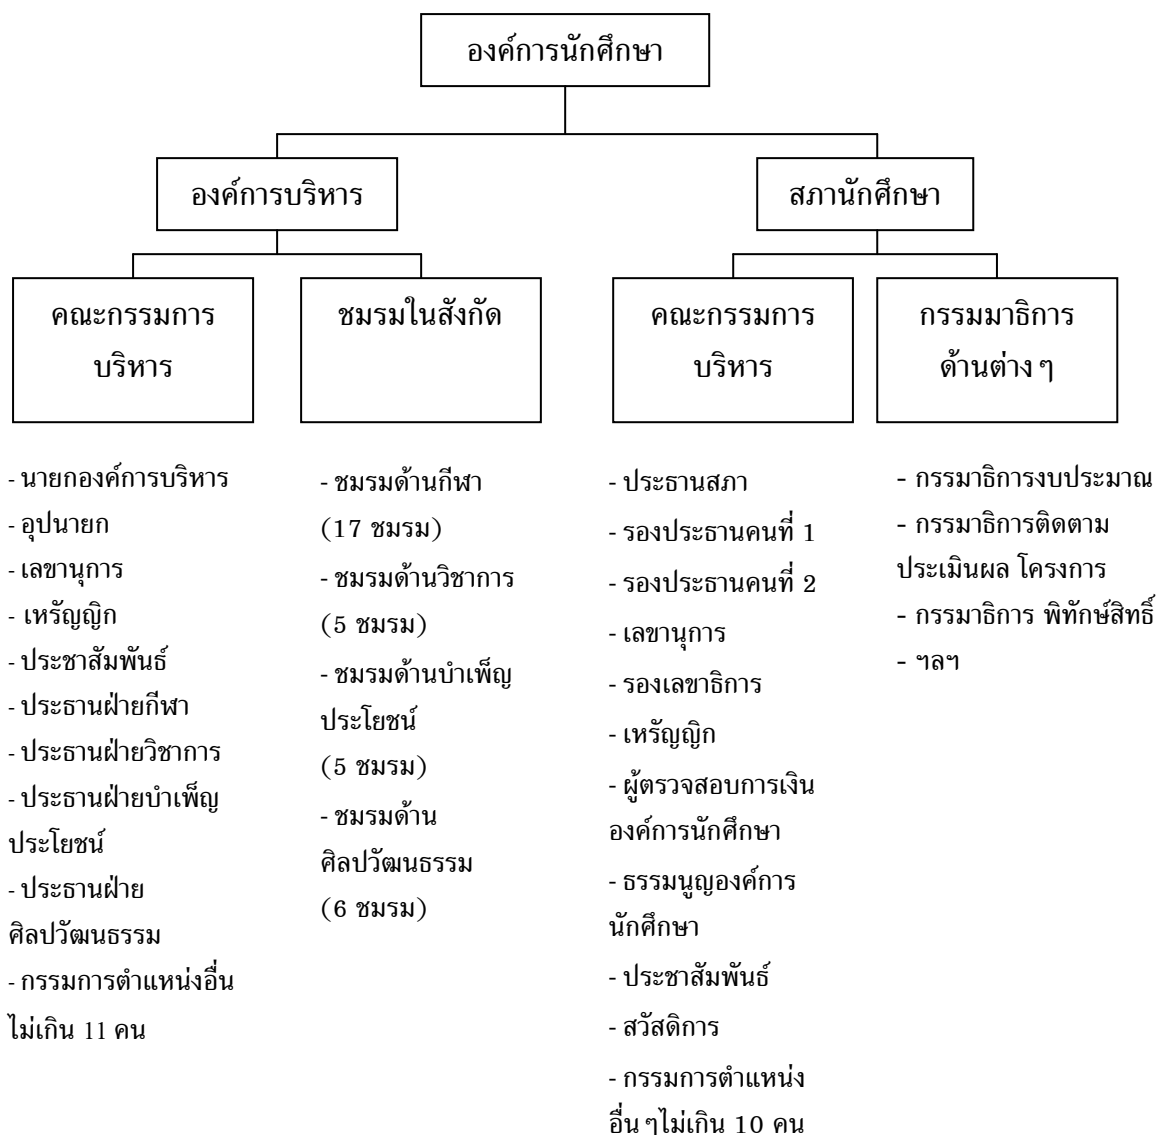 องค์การนักศึกษา
องค์การบริหาร
สภานักศึกษา
คณะกรรมการ
บริหาร
ชมรมในสังกัด
คณะกรรมการ
บริหาร
กรรมมาธิการ
ด้านต่าง ๆ
- นายกองค์การบริหาร
- อุปนายก
- เลขานุการ
- เหรัญญิก
- ประชาสัมพันธ์
- ประธานฝ่ายกีฬา
- ประธานฝ่ายวิชาการ
- ประธานฝ่ายบำเพ็ญ
ประโยชน์
- ประธานฝ่าย
ศิลปวัฒนธรรม
- กรรมการตำแหน่งอื่น
ไม่เกิน 11 คน
- ชมรมด้านกีฬา
(17 ชมรม)
- ชมรมด้านวิชาการ
(5 ชมรม)
- ชมรมด้านบำเพ็ญ
ประโยชน์
(5 ชมรม)
- ชมรมด้าน
ศิลปวัฒนธรรม
(6 ชมรม)
- ประธานสภา
- รองประธานคนที่ 1
- รองประธานคนที่ 2
- เลขานุการ
- รองเลขาธิการ
- เหรัญญิก
- ผู้ตรวจสอบการเงิน
องค์การนักศึกษา
- ธรรมนูญองค์การ
นักศึกษา
- ประชาสัมพันธ์
- สวัสดิการ
- กรรมการตำแหน่ง
อื่น ๆไม่เกิน 10 คน
- กรรมาธิการงบประมาณ
- กรรมาธิการติดตาม
ประเมินผล โครงการ
- กรรมาธิการ พิทักษ์สิทธิ์
- ฯลฯ